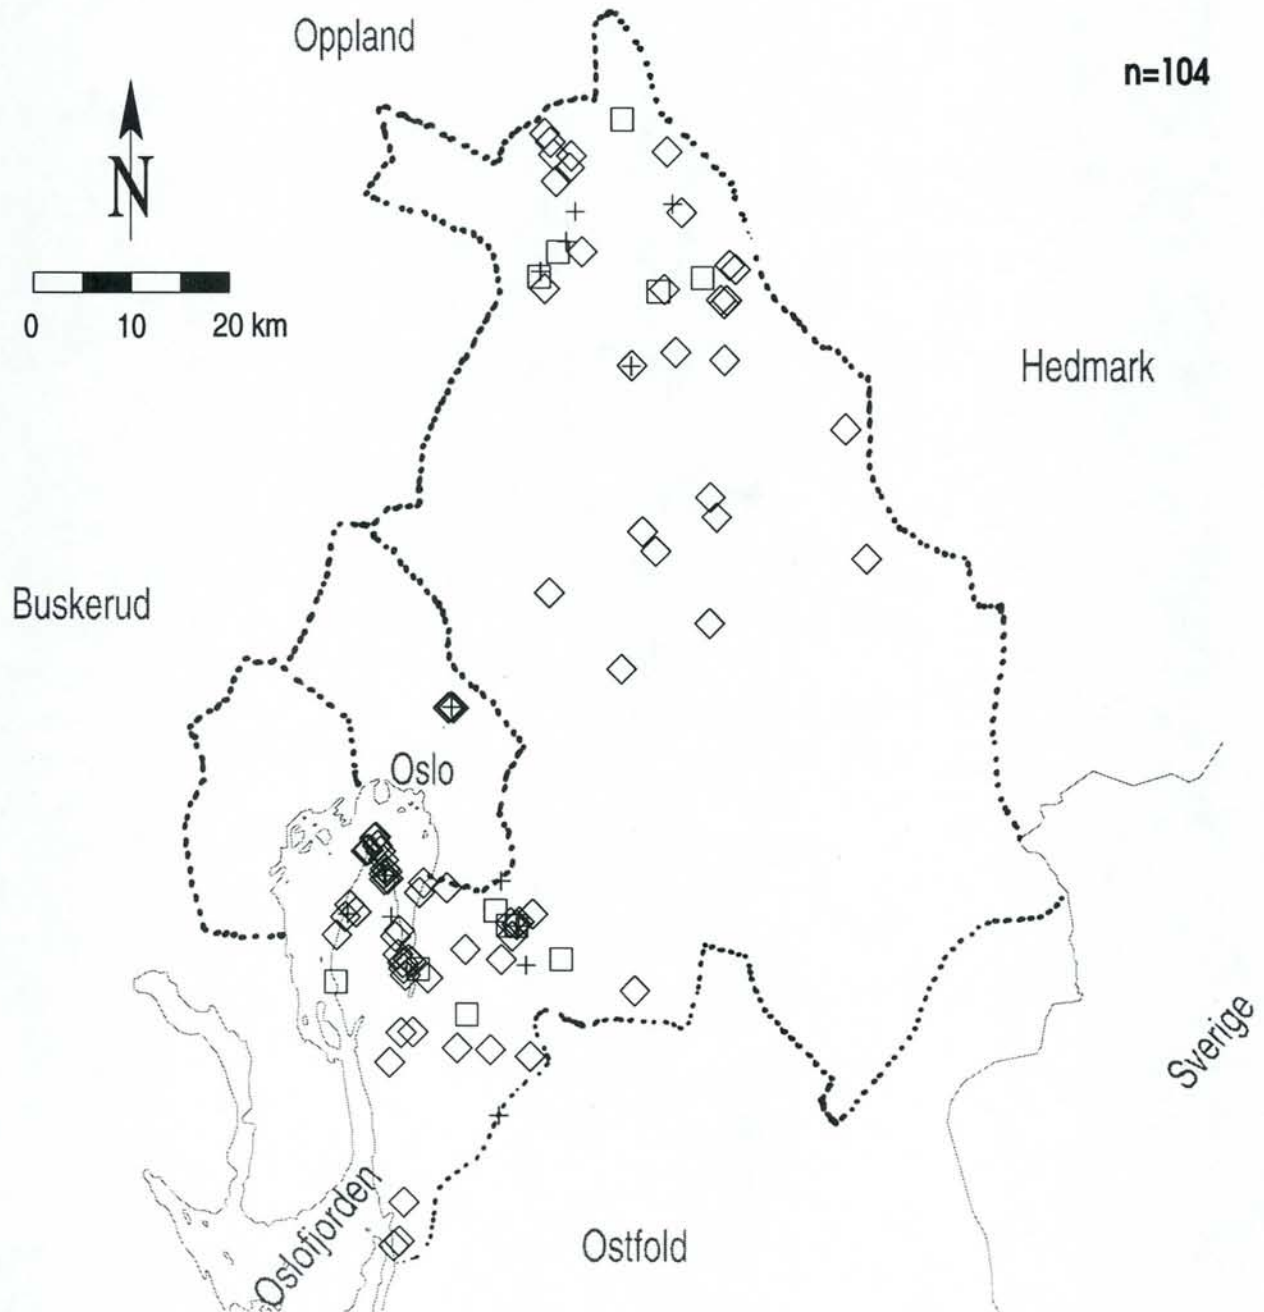 Oppland
n=104
N
0 10 20 km
Hedmark
Buskerud
Oslo
Sverige
Oslofjorden
Ostfold